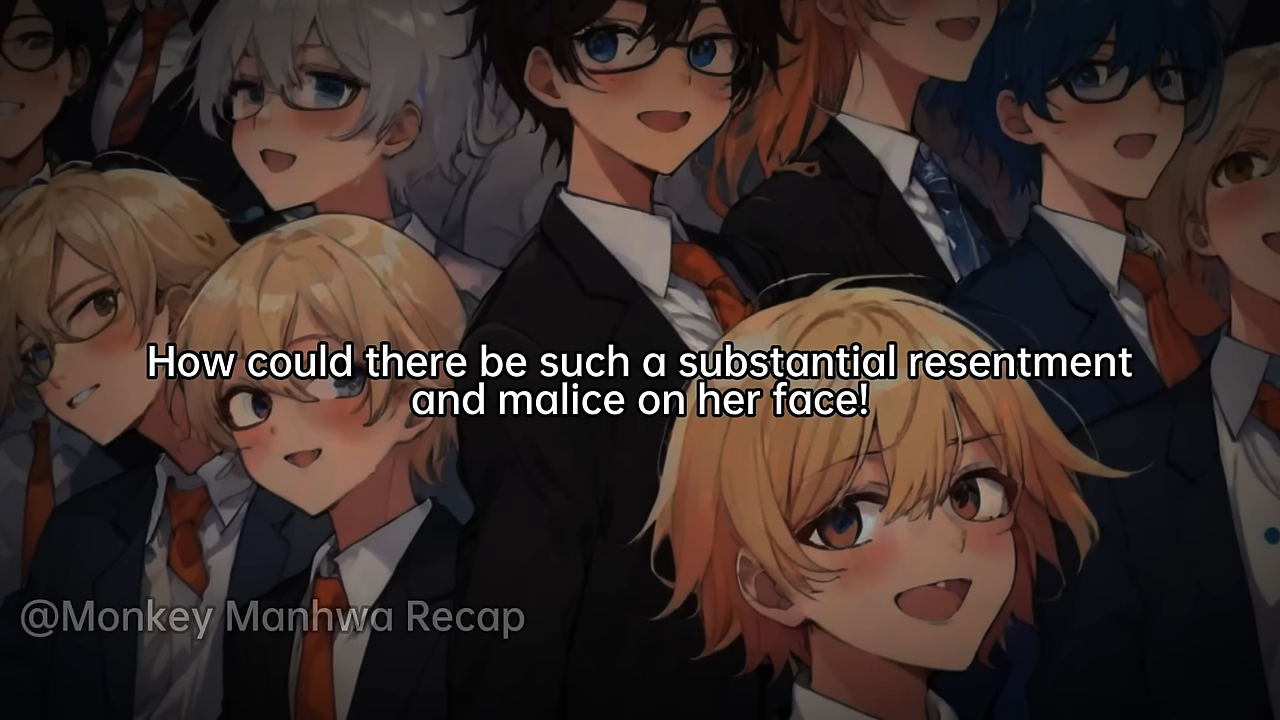 How could there be such a substantial resentment
and malice on her face!
@Monkey Manhwa Recap